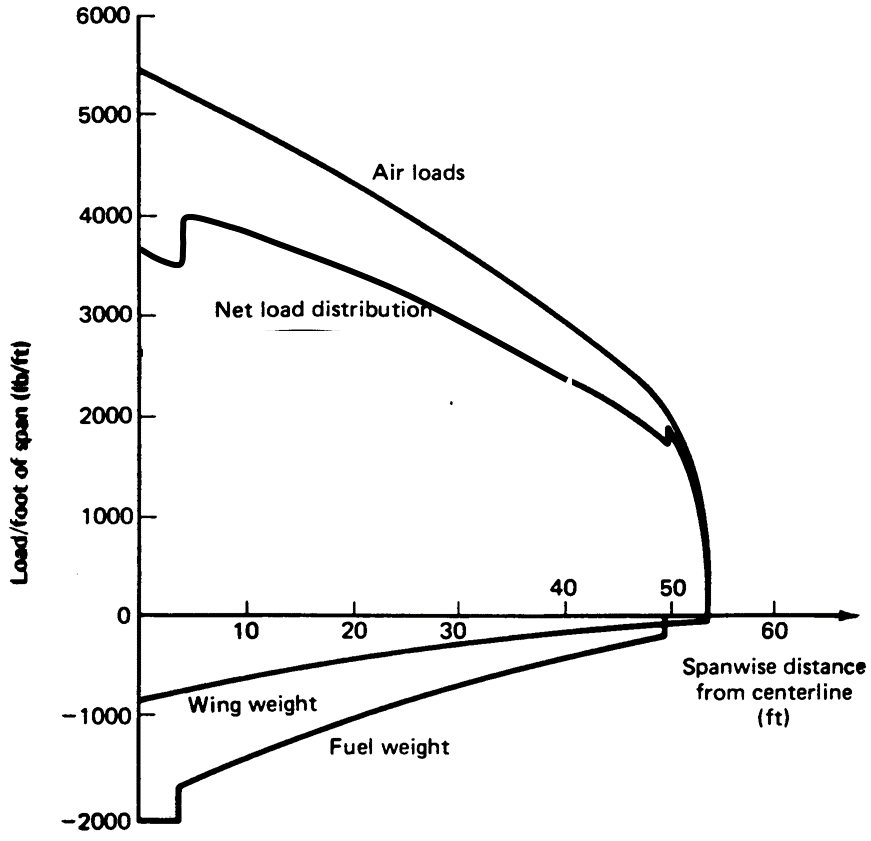 6000
5000
Air loads
4000
Net load distribution
3000
Load/foot of span (lb/ft)
2000
1000
40
50
0
10
20
30
60
Spanwise distance
from centerline
(ft)
Wing weight
−1000
Fuel weight
−2000